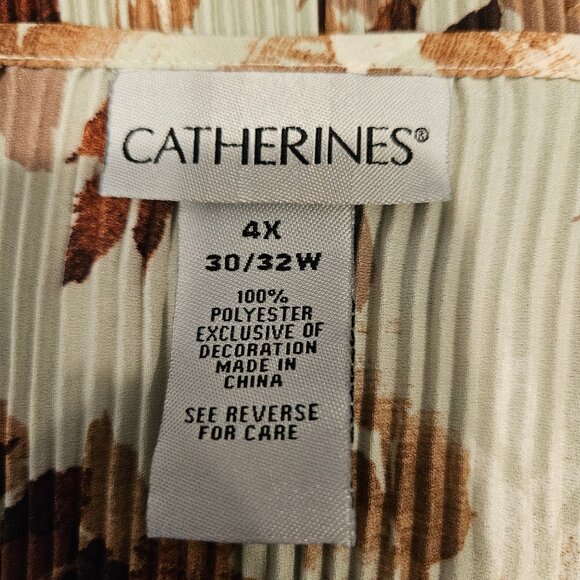 CATHERINES®
4X
30/32W
100%
POLYESTER
EXCLUSIVE OF
DECORATION
MADE IN
CHINA
SEE REVERSE
FOR CARE